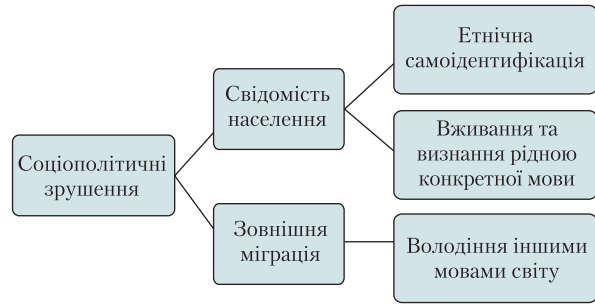 Соціополітичні
зрушення
Свідомість
населення
Зовнішня
міграція
Етнічна
самоідентифікація
Вживання та
визнання рідною
конкретної мови
Володіння іншими
мовами світу